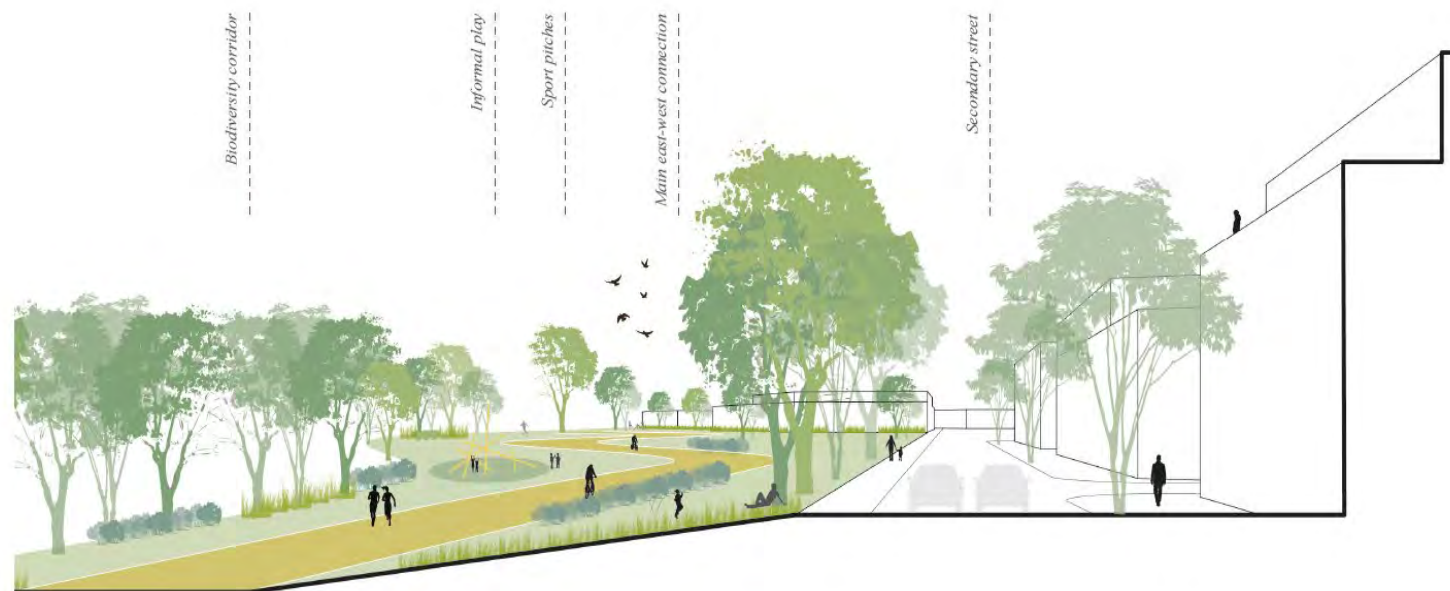 Biodiversity corridor
Informal play
Sport pitches
Main east-west connection
Secondary street